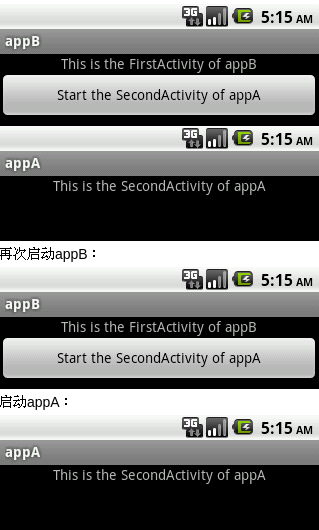 3G 5:15 AM
appB
This is the FirstActivity of appB
Start the SecondActivity of appA
3G 5:15 AM
appA
This is the SecondActivity of appA
再次启动appB：
3G 5:15 AM
appB
This is the FirstActivity of appB
Start the SecondActivity of appA
启动appA：
3G 5:15 AM
appA
This is the SecondActivity of appA